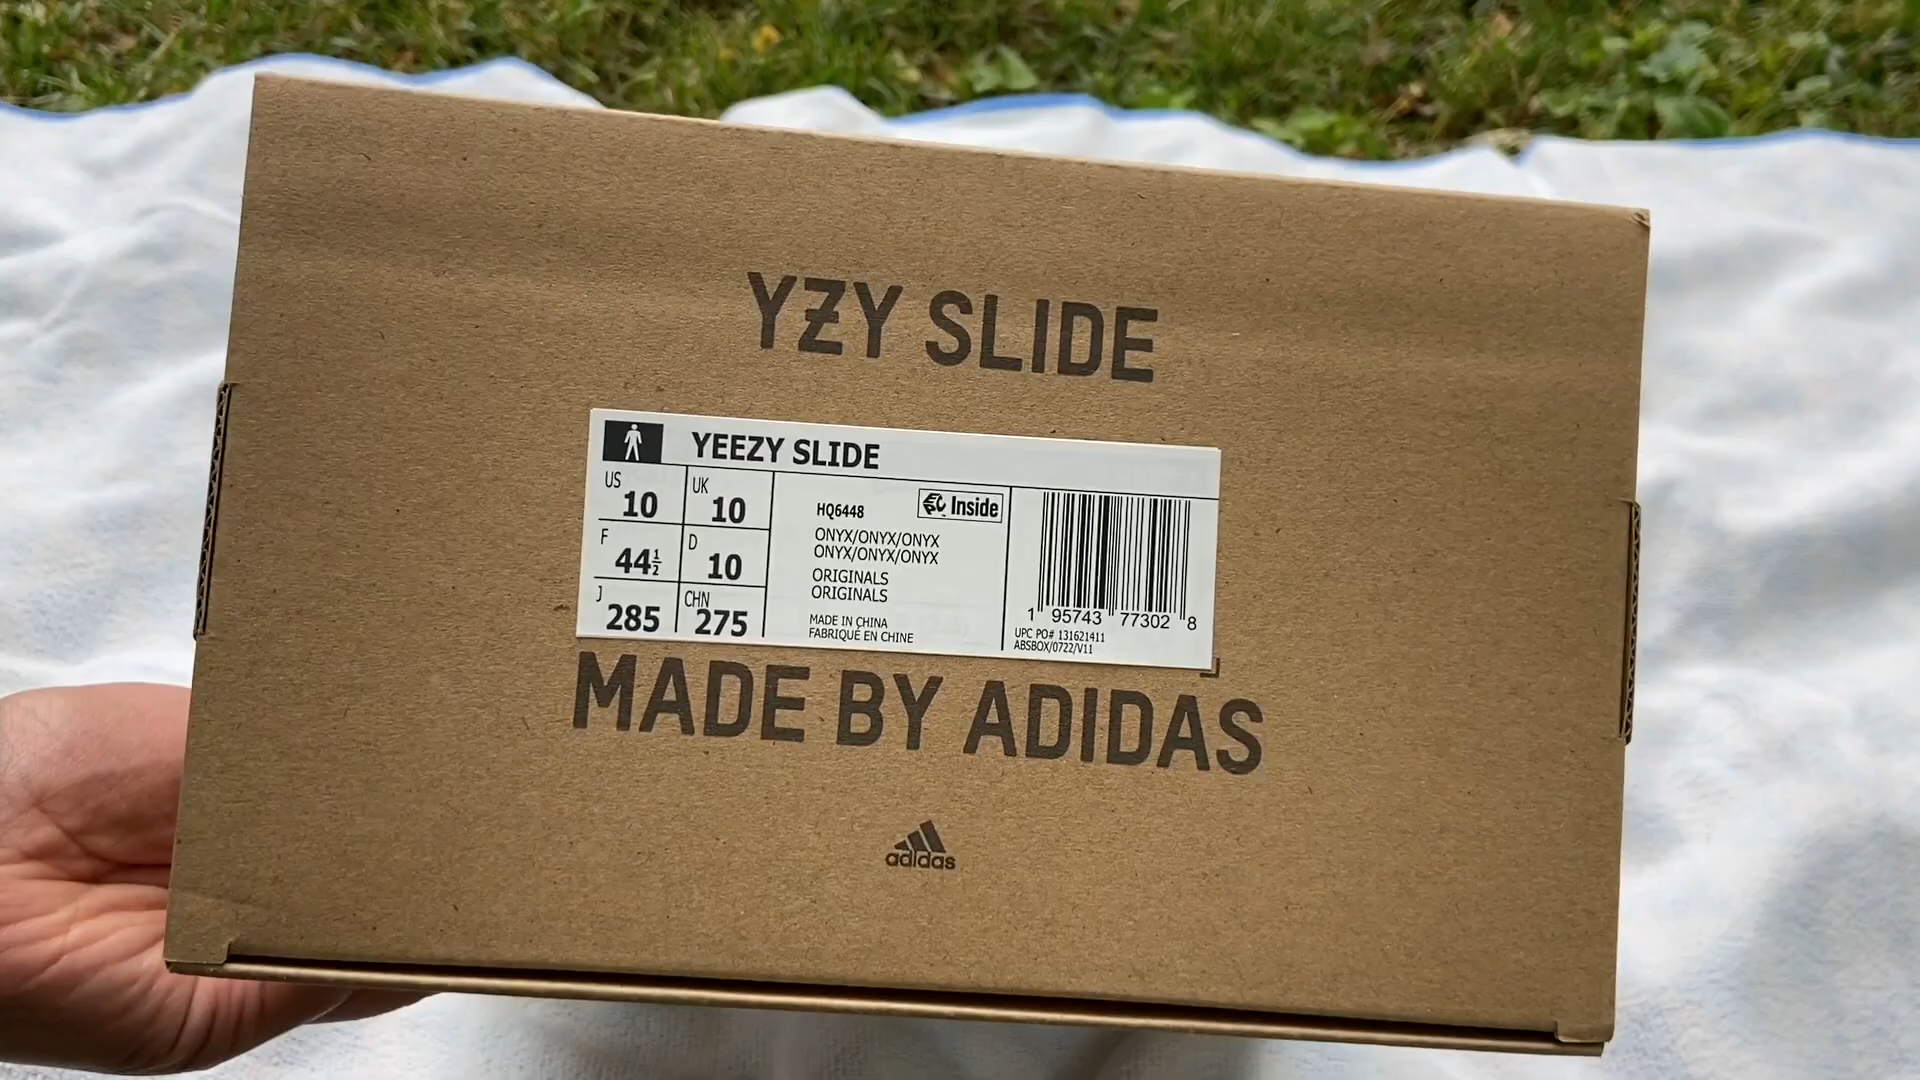 YZY SLIDE
YEEZY SLIDE
US 10 UK 10
F 44½ D 10
J 285 CHN 275
HQ6448 Inside
ONYX/ONYX/ONYX
ONYX/ONYX/ONYX
ORIGINALS
ORIGINALS
MADE IN CHINA
FABRIQUÉ EN CHINE
1 95743 77302 8
UPC PO# 131621411
ABSBOX/0722/V11
MADE BY ADIDAS
adidas